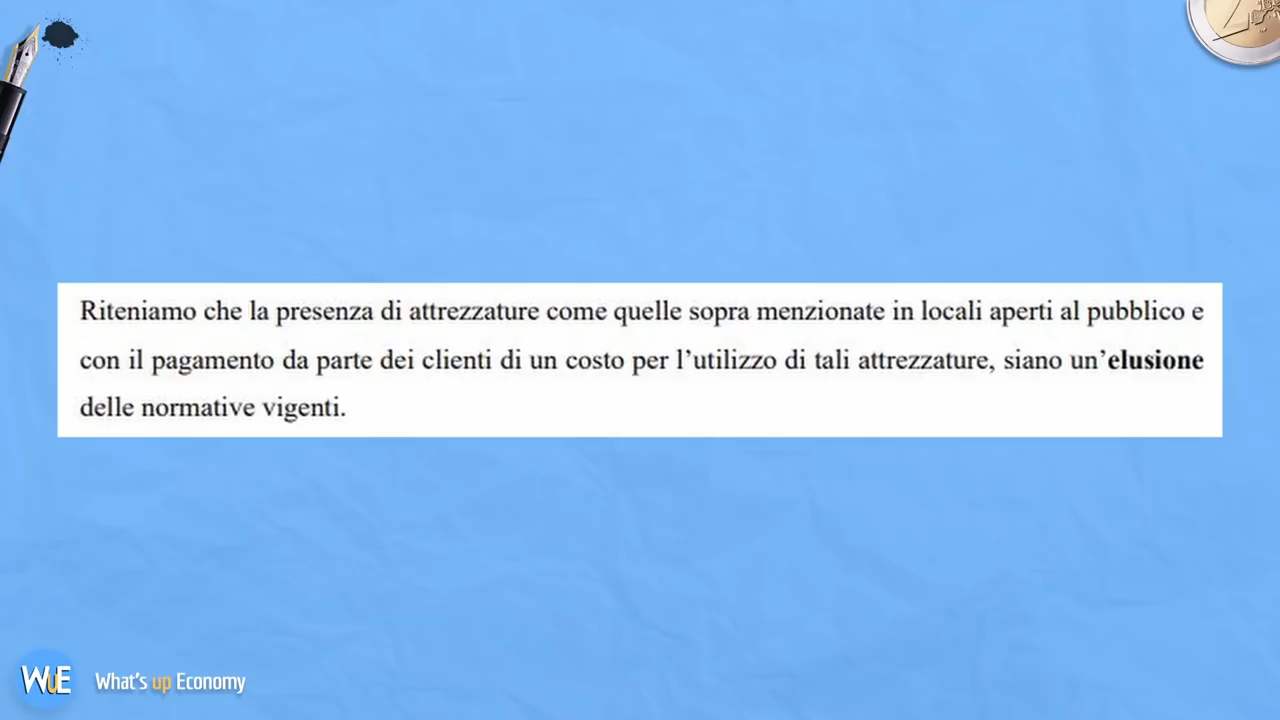 Riteniamo che la presenza di attrezzature come quelle sopra menzionate in locali aperti al pubblico e
con il pagamento da parte dei clienti di un costo per l’utilizzo di tali attrezzature, siano un’elusione
delle normative vigenti.
WuE What's up Economy